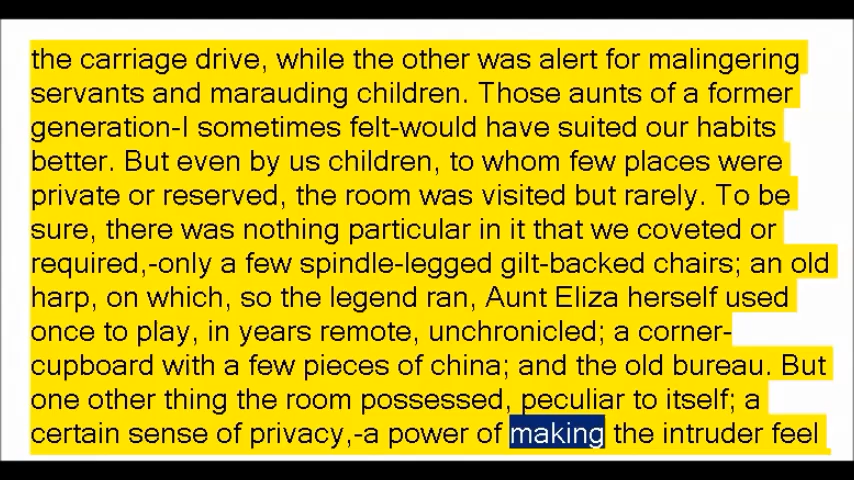 the carriage drive, while the other was alert for malingering
servants and marauding children. Those aunts of a former
generation-I sometimes felt-would have suited our habits
better. But even by us children, to whom few places were
private or reserved, the room was visited but rarely. To be
sure, there was nothing particular in it that we coveted or
required,-only a few spindle-legged gilt-backed chairs; an old
harp, on which, so the legend ran, Aunt Eliza herself used
once to play, in years remote, unchronicled; a corner-
cupboard with a few pieces of china; and the old bureau. But
one other thing the room possessed, peculiar to itself; a
certain sense of privacy,-a power of making the intruder feel